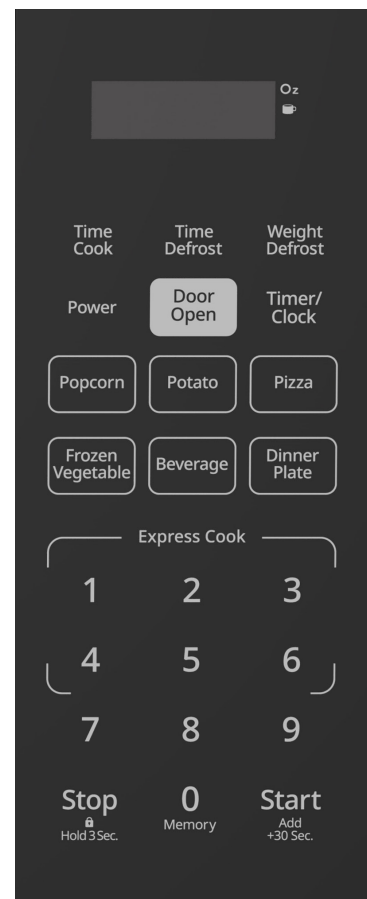 Oz
Time Cook
Time Defrost
Weight Defrost
Power
Door Open
Timer/ Clock
Popcorn
Potato
Pizza
Frozen Vegetable
Beverage
Dinner Plate
Express Cook
1 2 3
4 5 6
7 8 9
Stop
Hold 3 Sec.
0
Memory
Start
Add
+30 Sec.